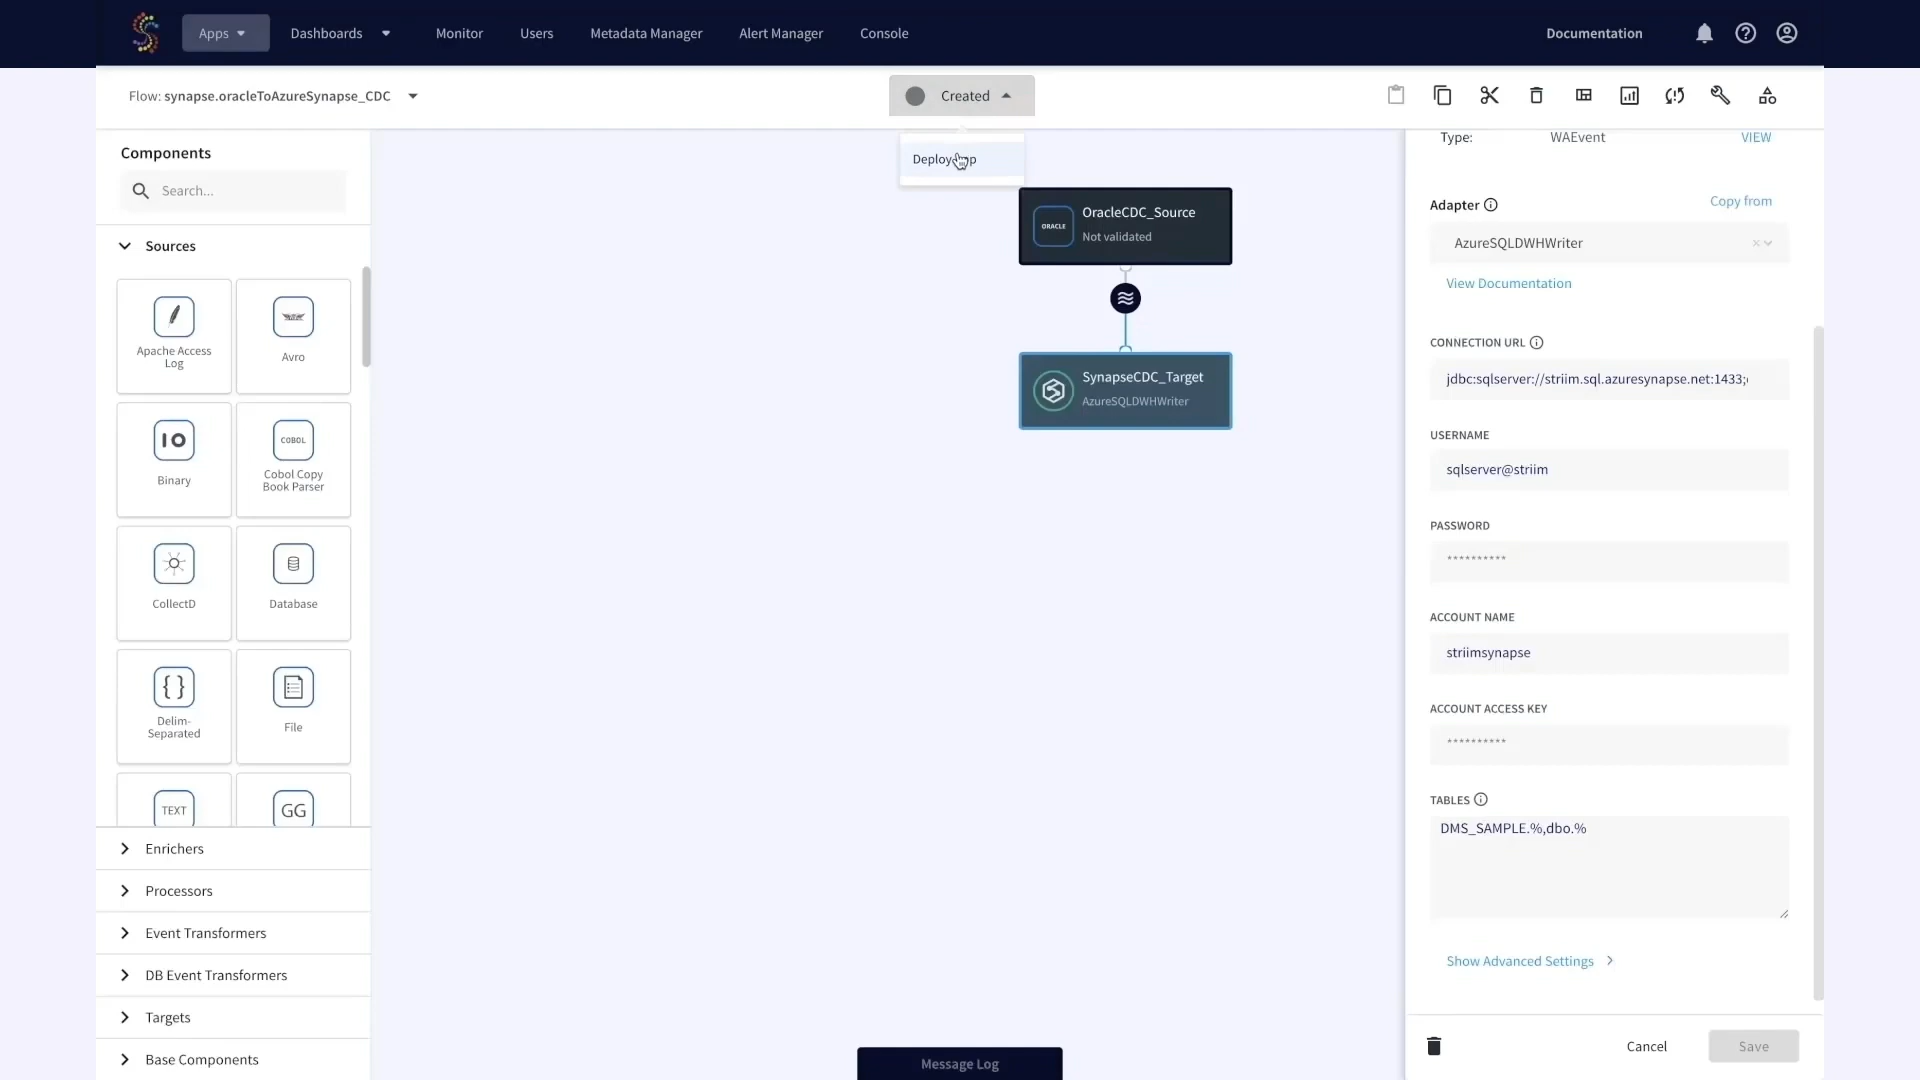 Apps
Dashboards
Monitor
Users
Metadata Manager
Alert Manager
Console
Documentation
Flow: synapse.oracleToAzureSynapse_CDC
Created
Components
Search...
Sources
Apache Access
Log
Avro
IO
Binary
COBOL
Cobol Copy
Book Parser
CollectD
Database
{ }
Delim-
Separated
File
TEXT
GG
Enrichers
Processors
Event Transformers
DB Event Transformers
Targets
Base Components
Deploy
ORACLE
OracleCDC_Source
Not validated
SynapseCDC_Target
AzureSQLDWHWriter
Message Log
Type:
WAEvent
VIEW
Adapter
Copy from
AzureSQLDWHWriter
View Documentation
CONNECTION URL
jdbc:sqlserver://striim.sql.azuresynapse.net:1433;
USERNAME
sqlserver@striim
PASSWORD
**********
ACCOUNT NAME
striimsynapse
ACCOUNT ACCESS KEY
**********
TABLES
DMS_SAMPLE.%,dbo.%
Show Advanced Settings
Cancel
Save